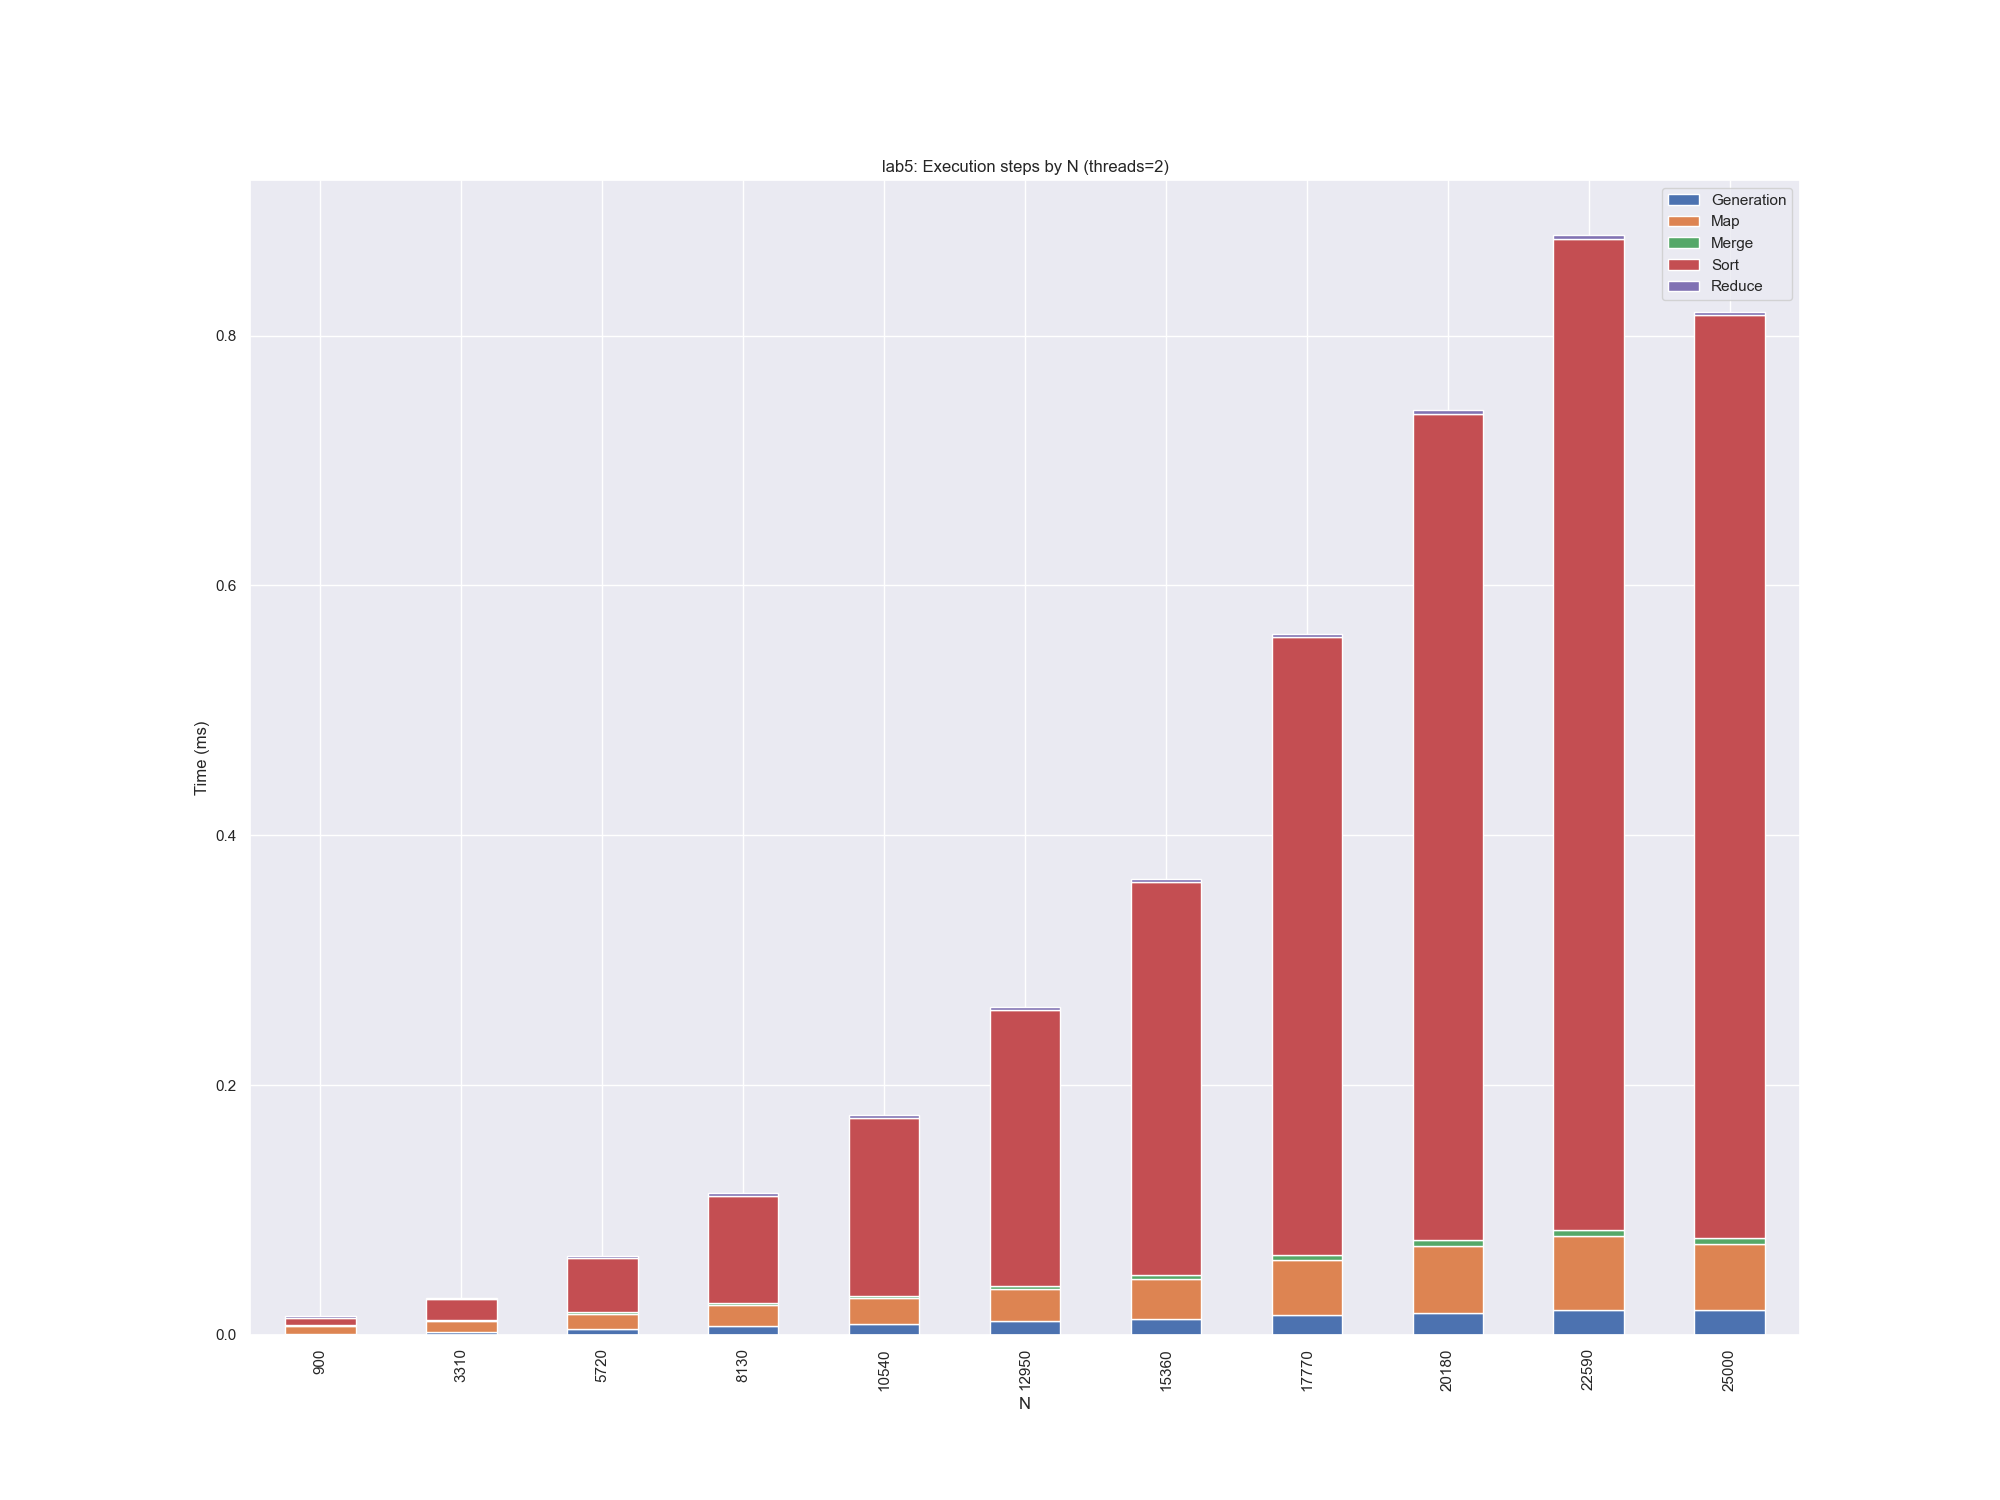 lab5: Execution steps by N (threads=2)
Generation
Map
Merge
Sort
Reduce
Time (ms)
0.8
0.6
0.4
0.2
0.0
900
3310
5720
8130
10540
12950
15360
17770
20180
22590
25000
N